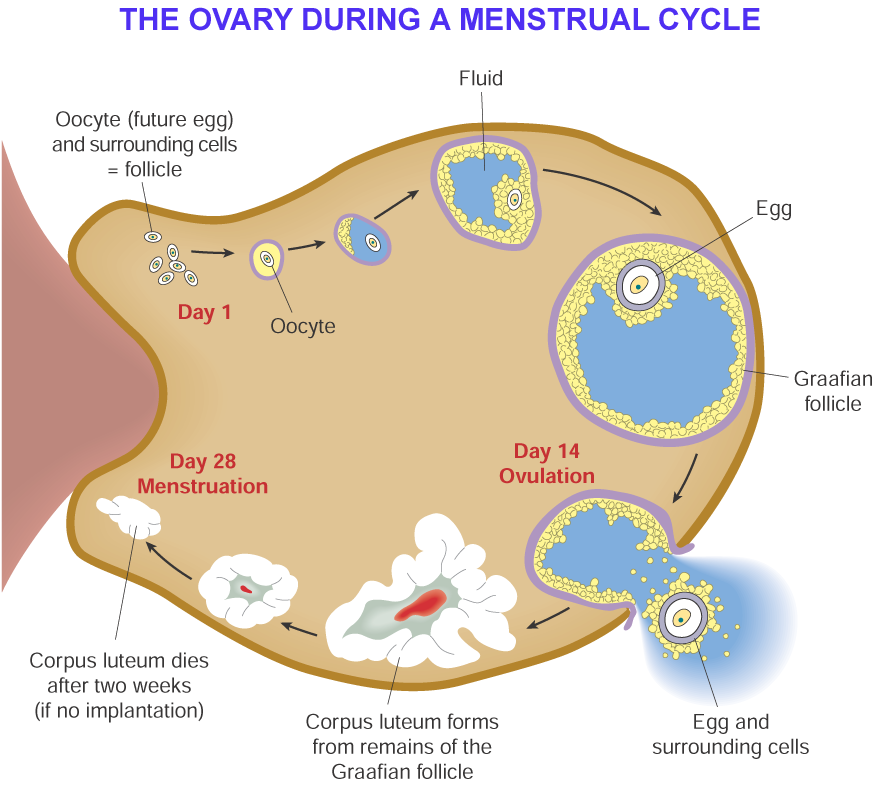 THE OVARY DURING A MENSTRUAL CYCLE
Fluid
Oocyte (future egg)
and surrounding cells
= follicle
Egg
Day 1
Oocyte
Graafian
follicle
Day 14
Ovulation
Day 28
Menstruation
Corpus luteum dies
after two weeks
(if no implantation)
Corpus luteum forms
from remains of the
Graafian follicle
Egg and
surrounding cells